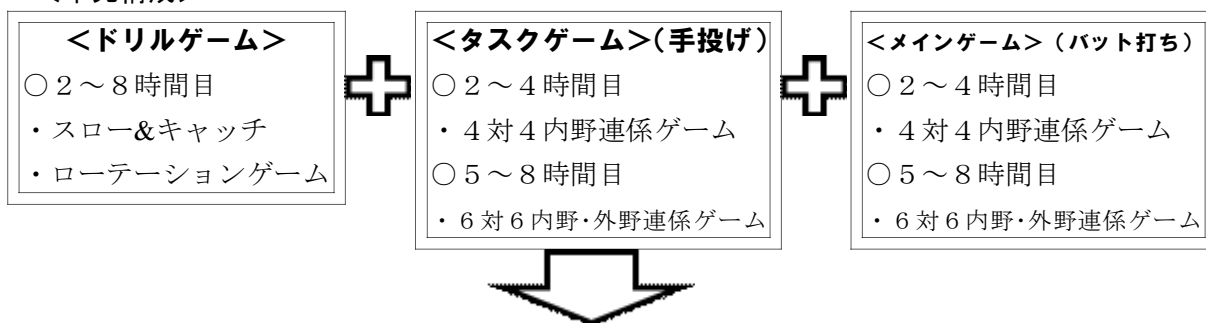 ＜ドリルゲーム＞
○２～８時間目
・スロー&キャッチ
・ローテーションゲーム
＜タスクゲーム＞(手投げ)
○２～４時間目
・４対４内野連係ゲーム
○５～８時間目
・６対６内野･外野連係ゲーム
＜メインゲーム＞（バット打ち）
○２～４時間目
・４対４内野連係ゲーム
○５～８時間目
・６対６内野･外野連係ゲーム